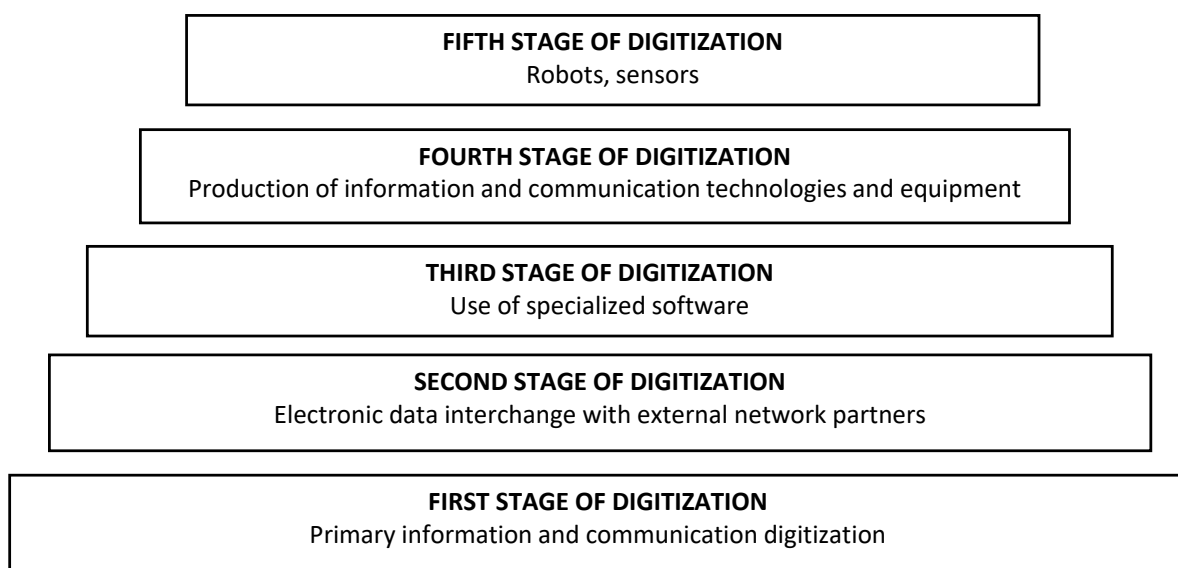 FIFTH STAGE OF DIGITIZATION
Robots, sensors
FOURTH STAGE OF DIGITIZATION
Production of information and communication technologies and equipment
THIRD STAGE OF DIGITIZATION
Use of specialized software
SECOND STAGE OF DIGITIZATION
Electronic data interchange with external network partners
FIRST STAGE OF DIGITIZATION
Primary information and communication digitization